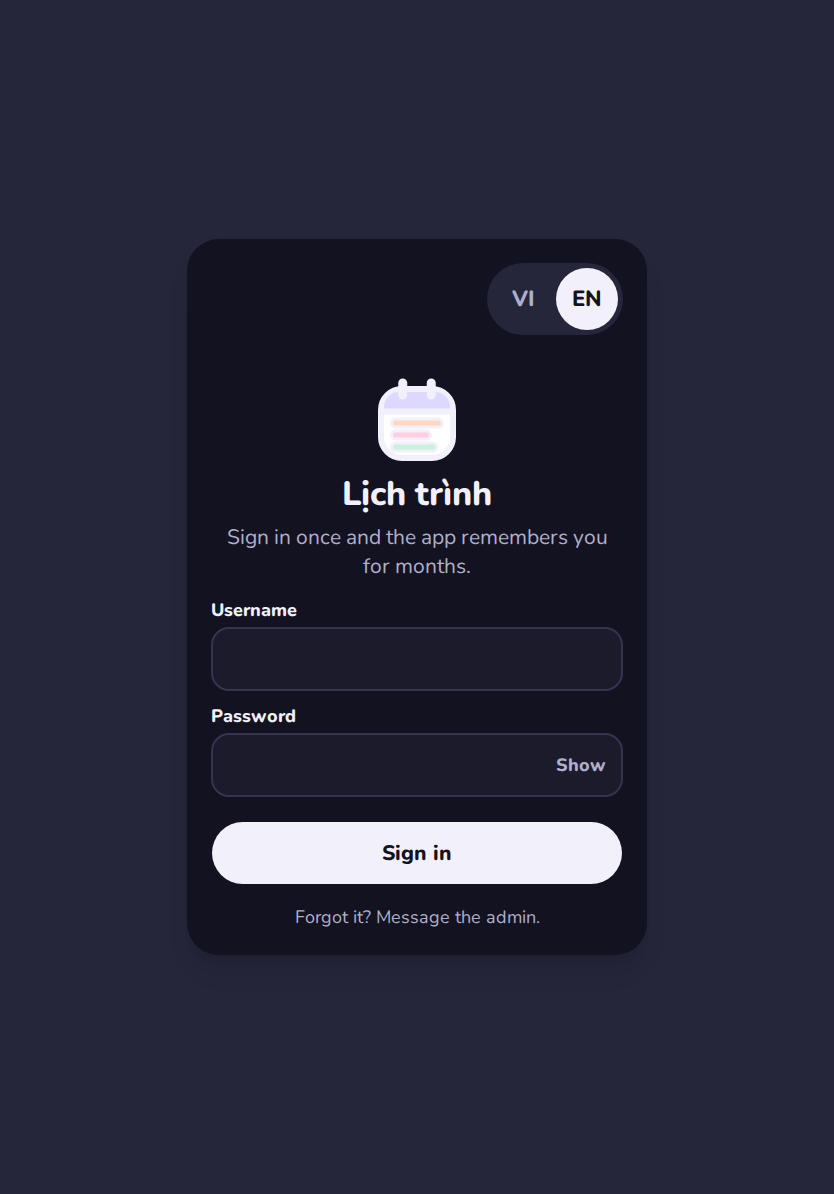 VI EN
Lịch trình
Sign in once and the app remembers you
for months.
Username
Password
Show
Sign in
Forgot it? Message the admin.